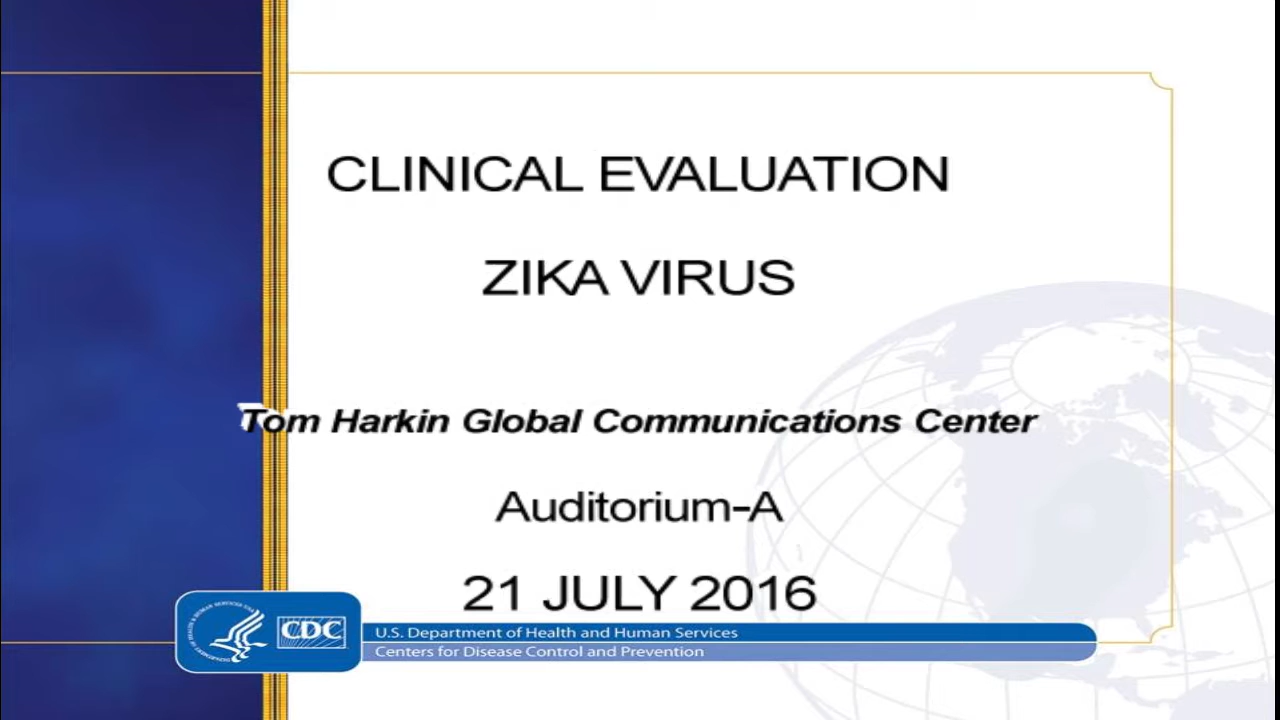 CLINICAL EVALUATION
ZIKA VIRUS
Tom Harkin Global Communications Center
Auditorium-A
21 JULY 2016
CDC
U.S. Department of Health and Human Services
Centers for Disease Control and Prevention